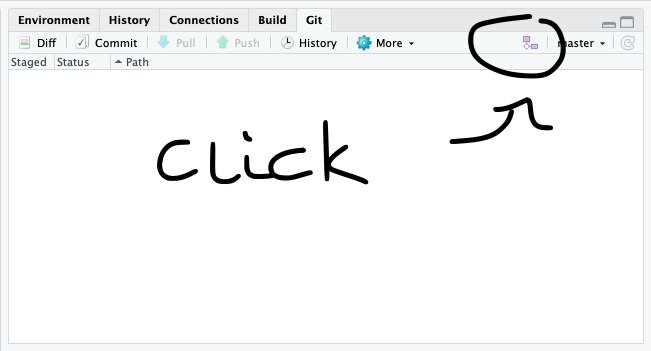 Environment History Connections Build Git
Diff Commit Pull Push History More master
Staged Status Path
click